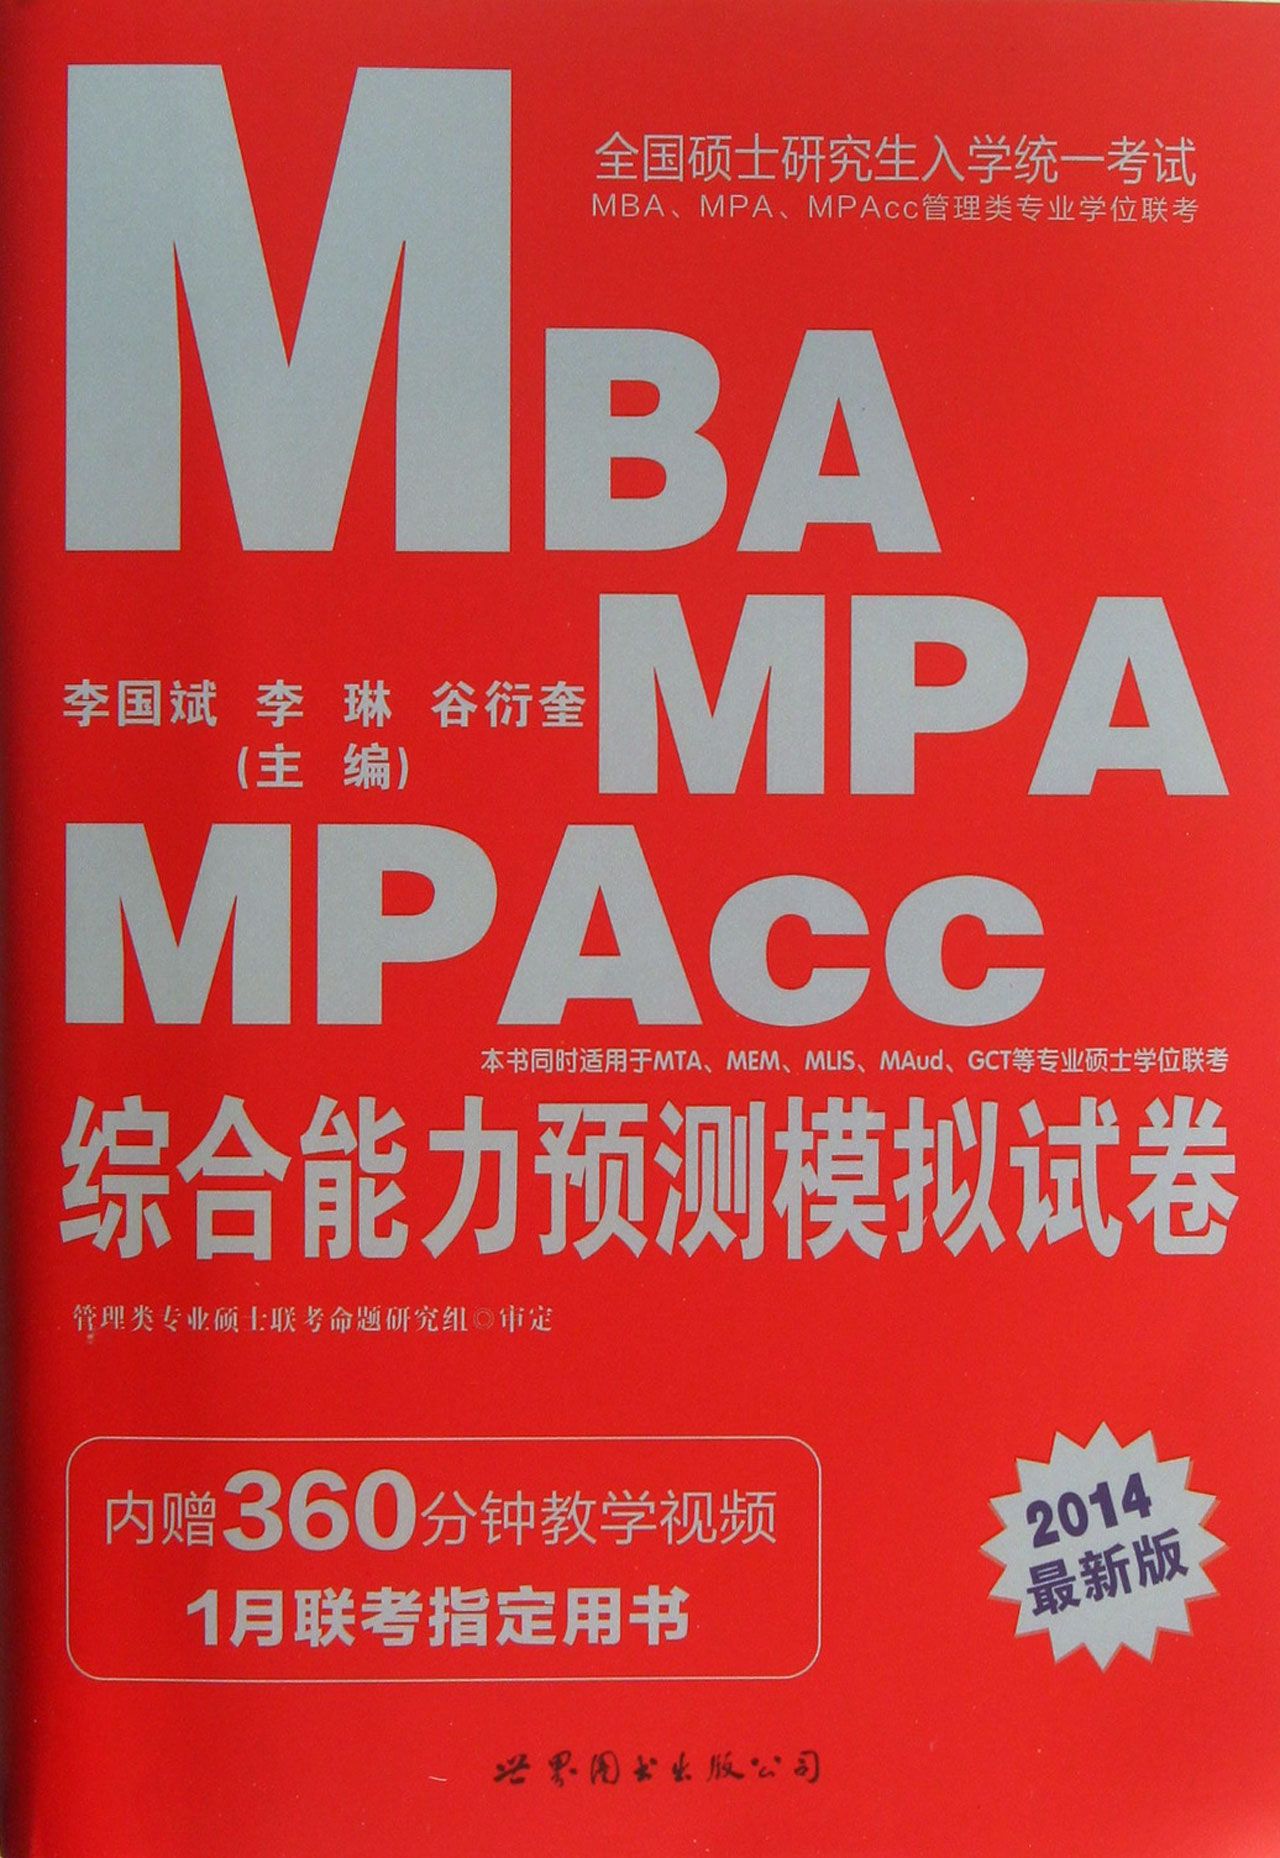 全国硕士研究生入学统一考试
MBA、MPA、MPAcc管理类专业学位联考
MBA
MPA
李国斌 李 琳 谷衍奎
(主 编)
MPAcc
本书同时适用于MTA、MEM、MLIS、MAud、GCT等专业硕士学位联考
综合能力预测模拟试卷
管理类专业硕士联考命题研究组◎审定
内赠360分钟教学视频
1月联考指定用书
2014
最新版
世界图书出版公司